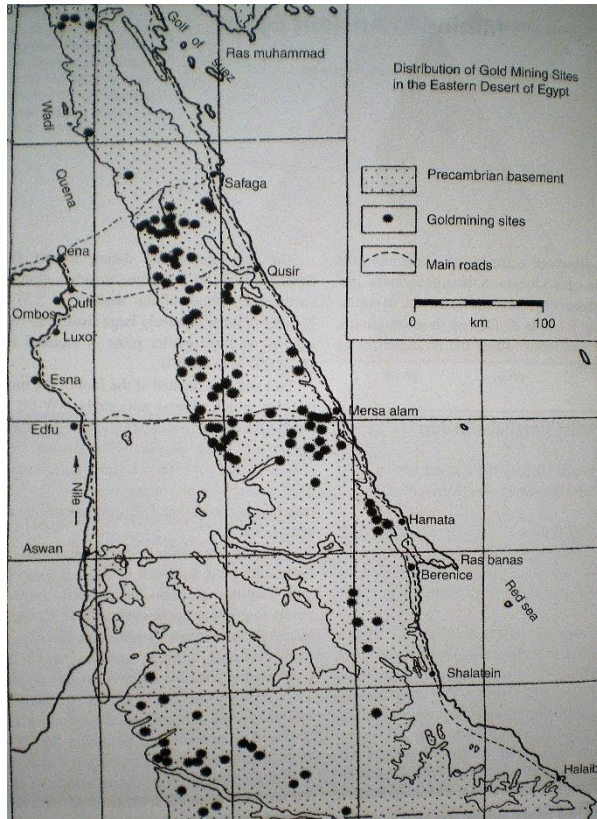 Golf of suez
Ras muhammad
Distribution of Gold Mining Sites
in the Eastern Desert of Egypt
Wadi
Quena
Precambrian basement
Safaga
Goldmining sites
Main roads
Qena
Qusir
Quft
Ombos
0 km 100
Luxor
Esna
Mersa alam
Edfu
Nile
Hamata
Aswan
Ras banas
Berenice
Red sea
Shalatein
Halaib